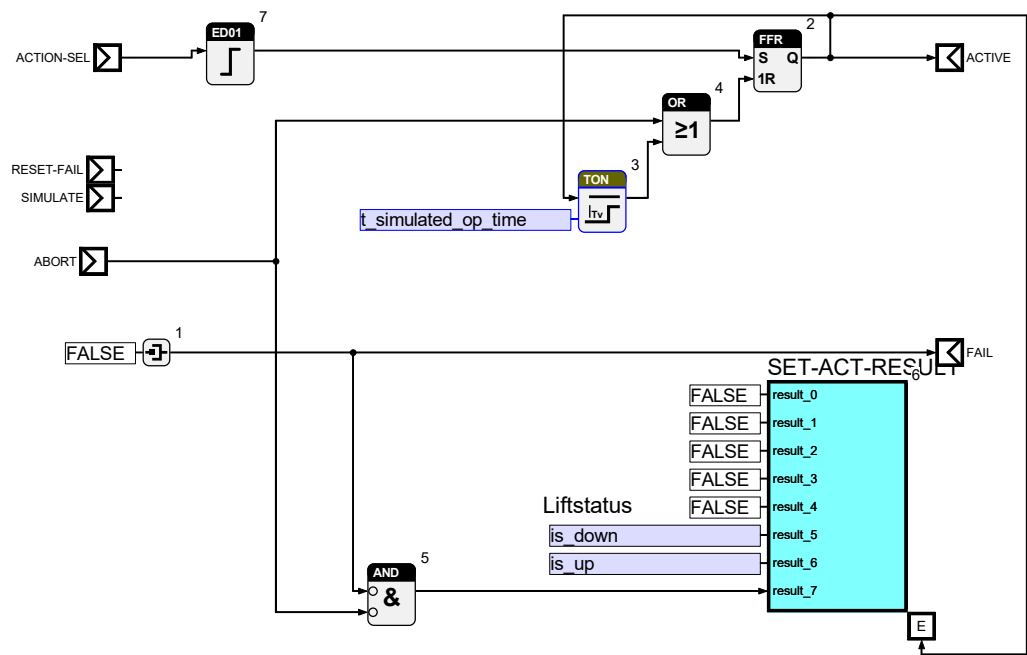 7
ED01
ACTION-SEL
2
FFR
S Q
1R
ACTIVE
4
OR
≥1
RESET-FAIL
SIMULATE
3
TON
Tv
t_simulated_op_time
ABORT
1
FALSE
FAIL
SET-ACT-RESULT
6
FALSE result_0
FALSE result_1
FALSE result_2
FALSE result_3
FALSE result_4
Liftstatus
is_down result_5
is_up result_6
result_7
5
AND
&
E